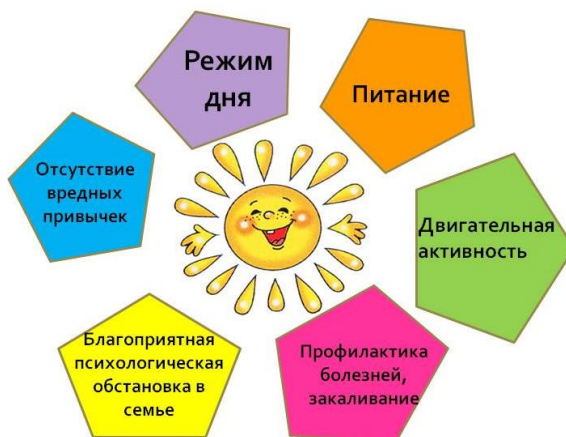 Режим
дня
Питание
Двигательная
активность
Профилактика
болезней,
закаливание
Благоприятная
психологическая
обстановка в
семье
Отсутствие
вредных
привычек